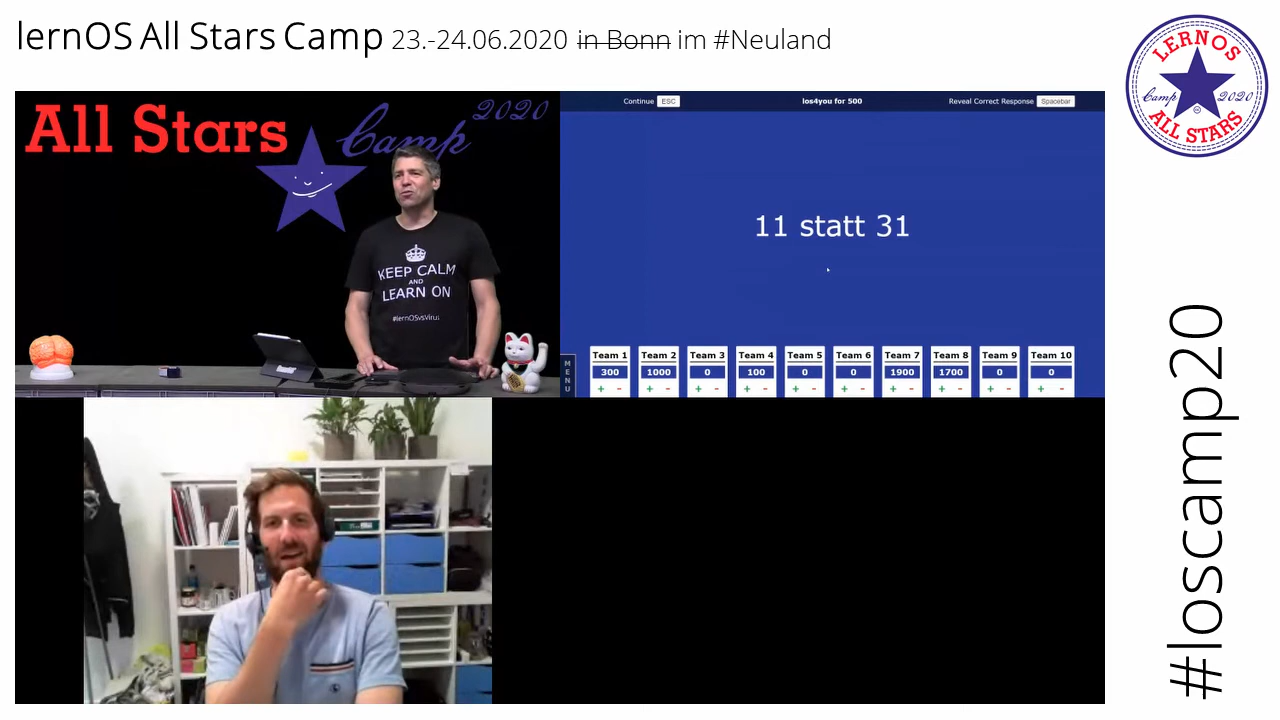 lernOS All Stars Camp 23.-24.06.2020 in Bonn im #Neuland
LERNOS
Camp 2020
ALL STARS
All Stars Camp 2020
KEEP CALM
AND
LEARN ON
#lernOSvsVirus
Continue ESC
los4you for 500
Reveal Correct Response Spacebar
11 statt 31
MENU
Team 1 Team 2 Team 3 Team 4 Team 5 Team 6 Team 7 Team 8 Team 9 Team 10
300 1000 0 100 0 0 1900 1700 0 0
+ - + - + - + - + - + - + - + - + - + -
#loscamp20